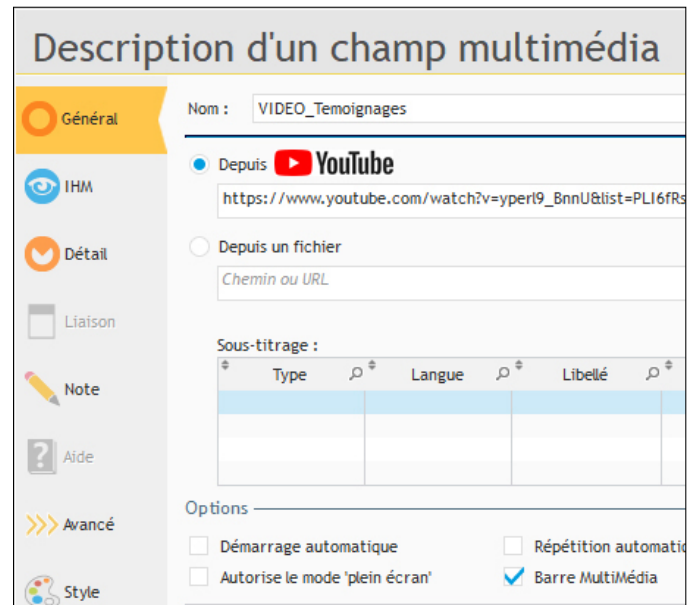 Description d'un champ multimédia
Général
Nom : VIDEO_Temoignages
Depuis YouTube
https://www.youtube.com/watch?v=yperl9_BnnU&list=PLI6fRs
IHM
Depuis un fichier
Détail
Chemin ou URL
Liaison
Sous-titrage :
Type Langue Libellé
Note
Aide
Options
Avancé
Démarrage automatique Répétition automatic
Autorise le mode 'plein écran' Barre MultiMédia
Style